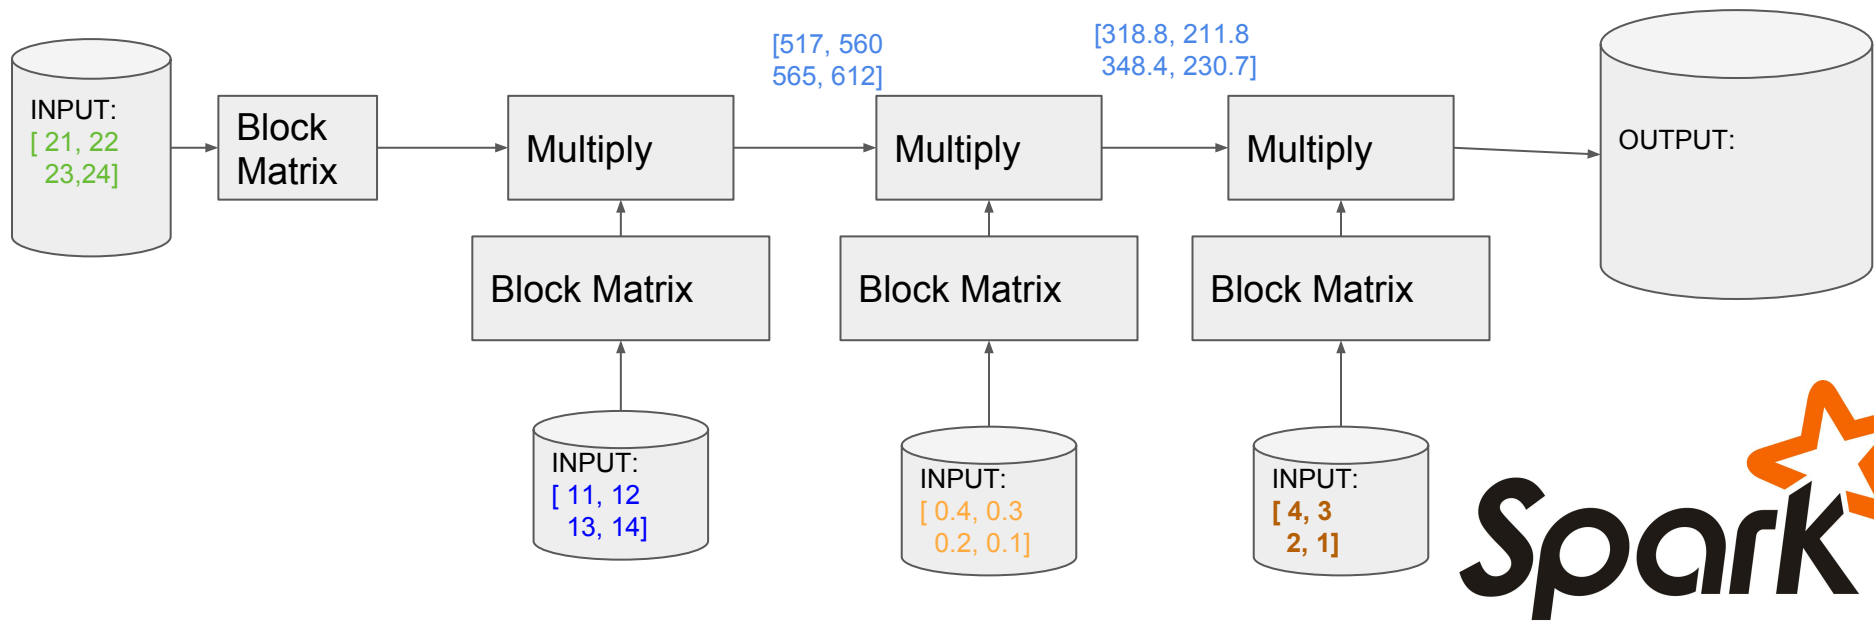 [517, 560
565, 612]
[318.8, 211.8
348.4, 230.7]
INPUT:
[ 21, 22
23,24]
Block
Matrix
Multiply
Multiply
Multiply
OUTPUT:
Block Matrix
Block Matrix
Block Matrix
INPUT:
[ 11, 12
13, 14]
INPUT:
[ 0.4, 0.3
0.2, 0.1]
INPUT:
[ 4, 3
2, 1]
Spark